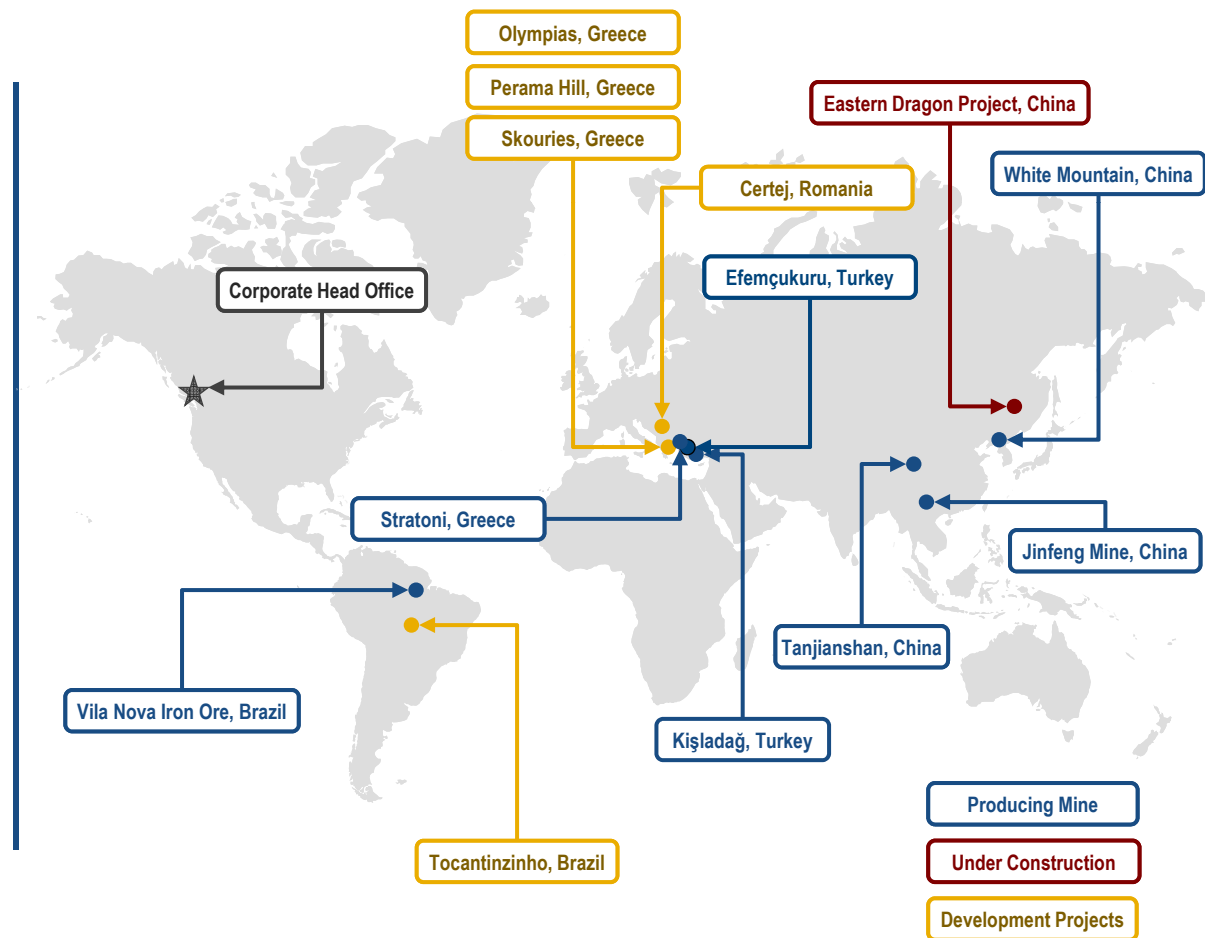 Olympias, Greece
Perama Hill, Greece
Eastern Dragon Project, China
Skouries, Greece
White Mountain, China
Certej, Romania
Efemçukuru, Turkey
Corporate Head Office
Stratoni, Greece
Jinfeng Mine, China
Tanjianshan, China
Vila Nova Iron Ore, Brazil
Kişladağ, Turkey
Producing Mine
Tocantinzinho, Brazil
Under Construction
Development Projects